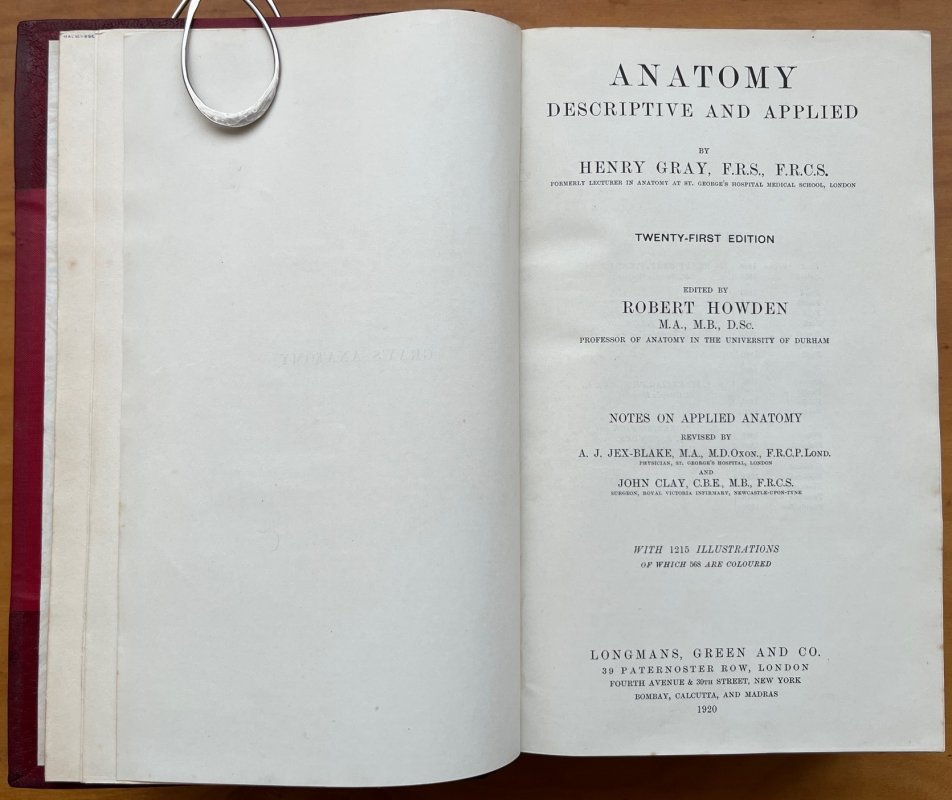 ANATOMY
DESCRIPTIVE AND APPLIED
BY
HENRY GRAY, F.R.S., F.R.C.S.
FORMERLY LECTURER IN ANATOMY AT ST. GEORGE'S HOSPITAL MEDICAL SCHOOL, LONDON
TWENTY-FIRST EDITION
EDITED BY
ROBERT HOWDEN
M.A., M.B., D.Sc.
PROFESSOR OF ANATOMY IN THE UNIVERSITY OF DURHAM
NOTES ON APPLIED ANATOMY
REVISED BY
A. J. JEX-BLAKE, M.A., M.D.Oxon., F.R.C.P.Lond.
PHYSICIAN, ST. GEORGE'S HOSPITAL, LONDON
AND
JOHN CLAY, C.B.E., M.B., F.R.C.S.
SURGEON, ROYAL VICTORIA INFIRMARY, NEWCASTLE-UPON-TYNE
WITH 1215 ILLUSTRATIONS
OF WHICH 568 ARE COLOURED
LONGMANS, GREEN AND CO.
39 PATERNOSTER ROW, LONDON
FOURTH AVENUE & 30TH STREET, NEW YORK
BOMBAY, CALCUTTA, AND MADRAS
1920